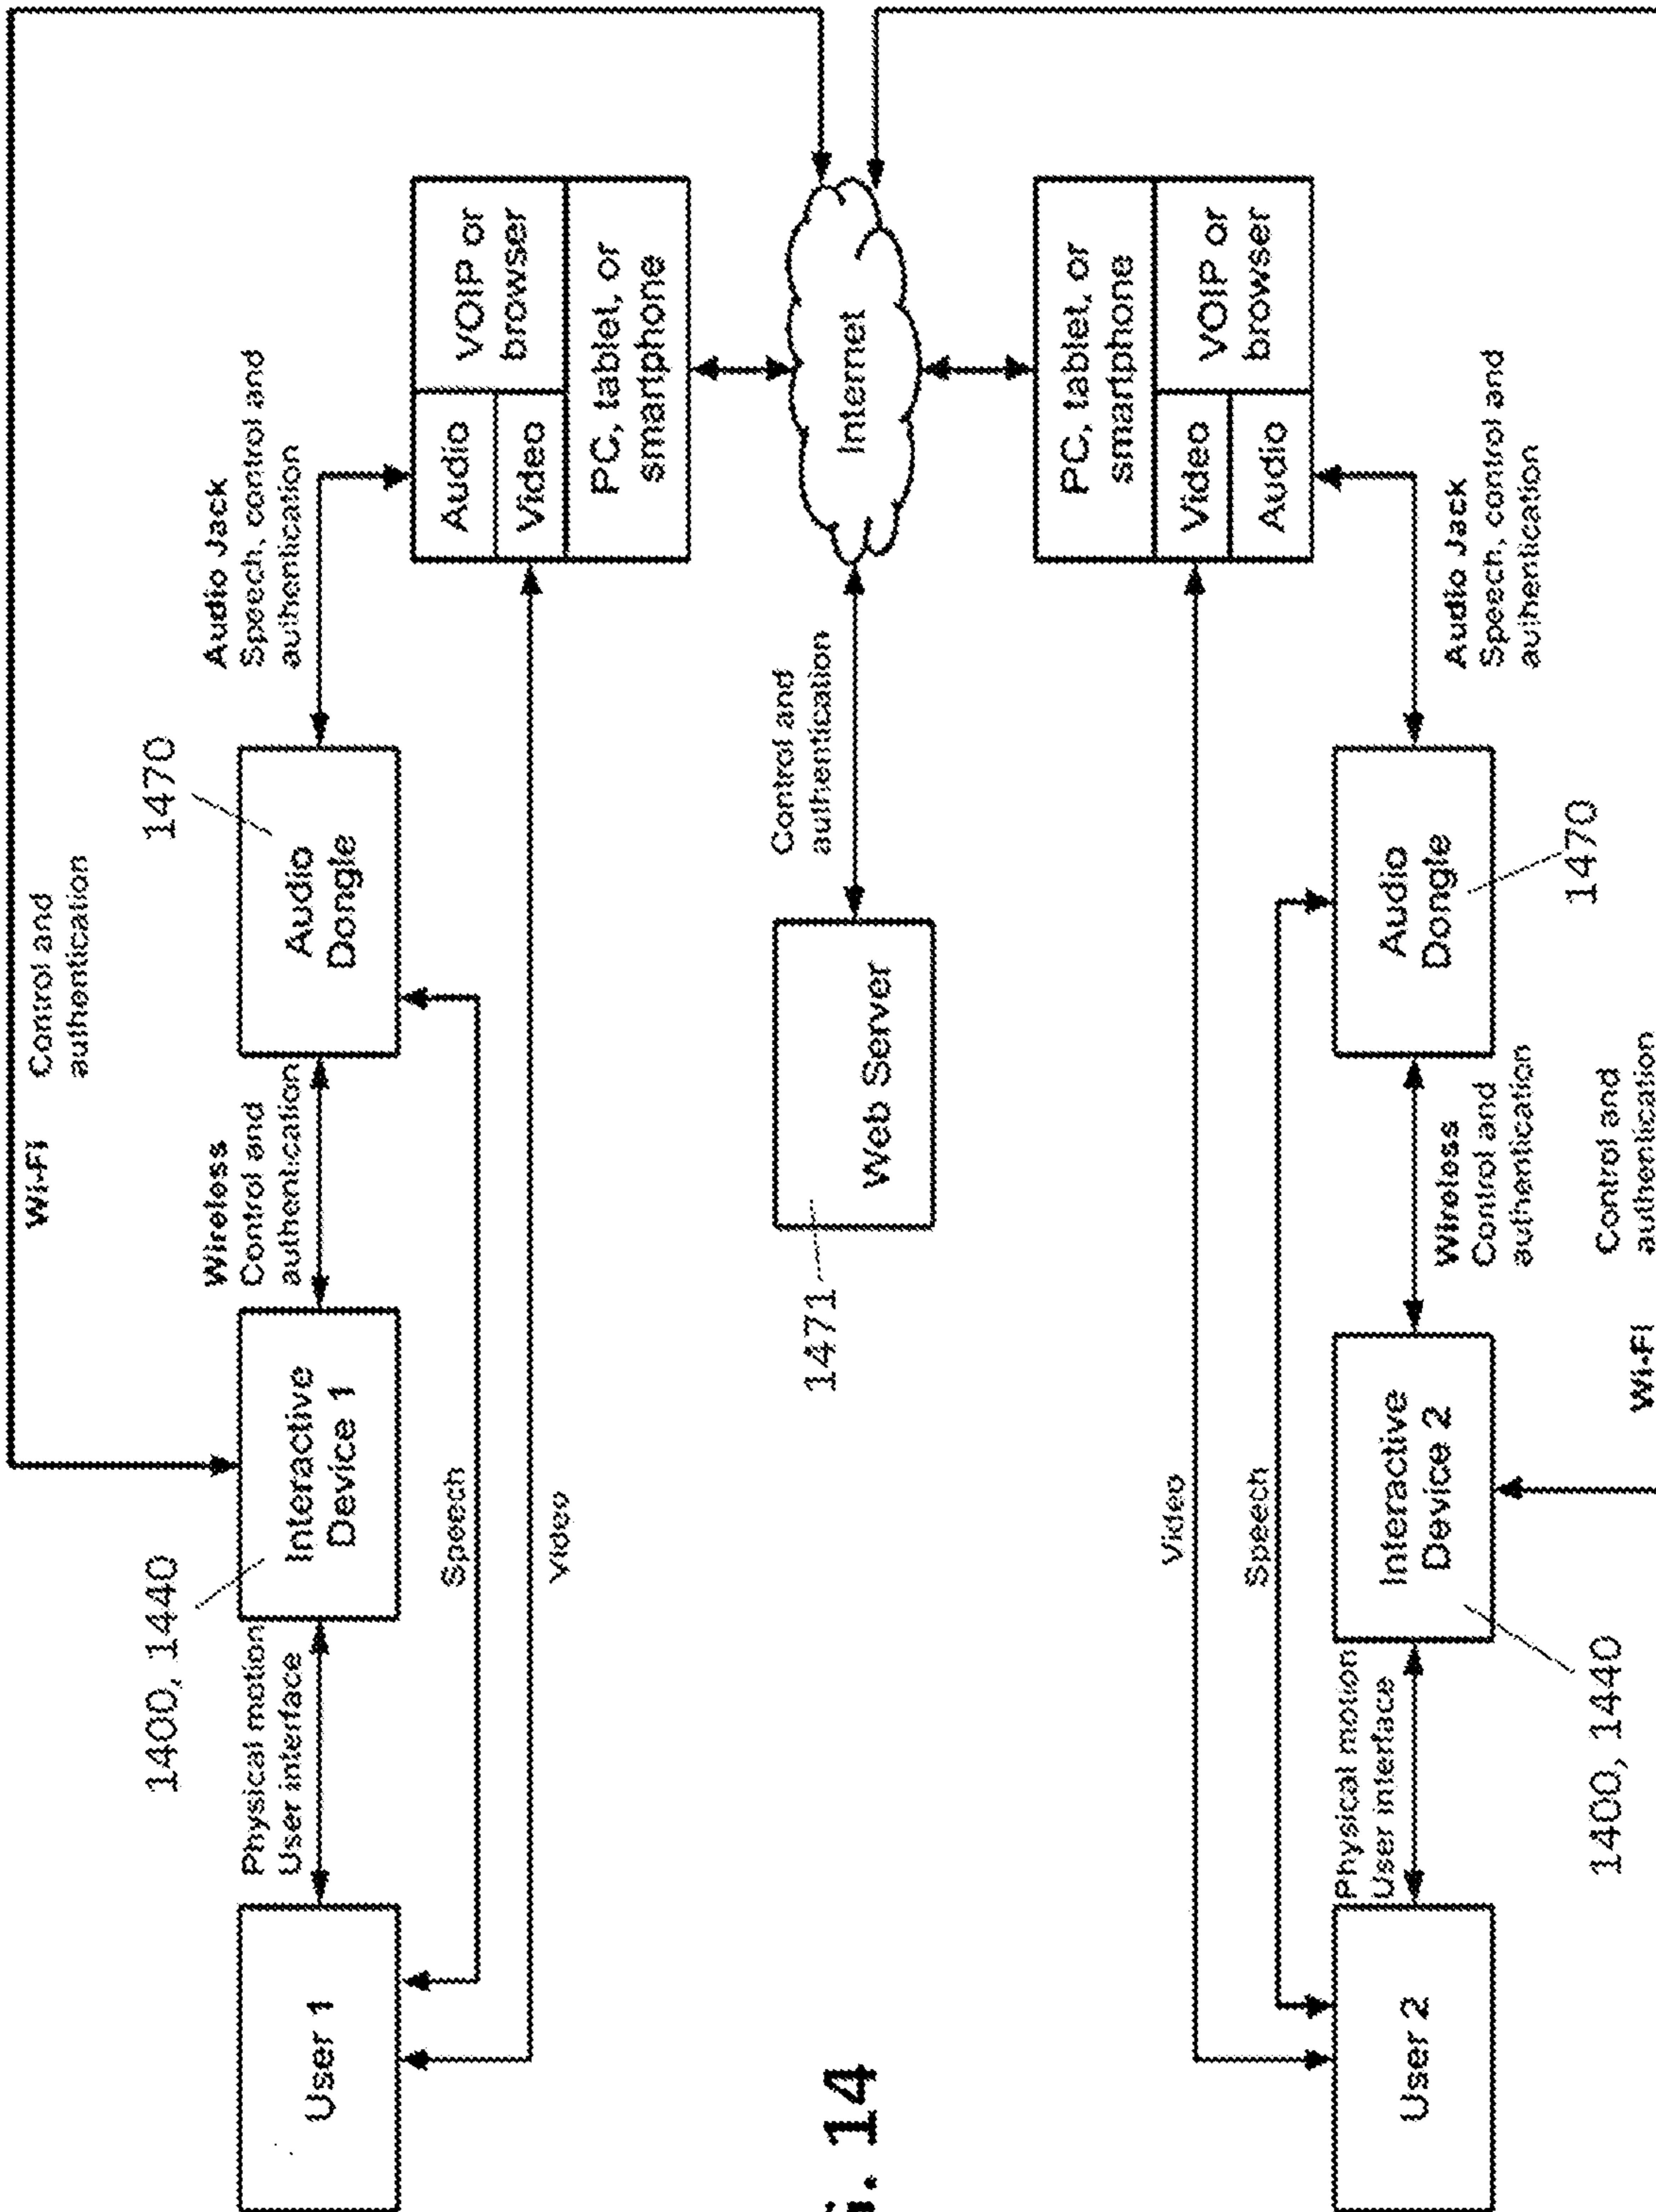 Wi-Fi
Control and
authentication
1400, 1440
1470
Physical motion
User interface
Wireless
Control and
authentication
Audio Jack
Speech, control and
authentication
User 1
Interactive
Device 1
Audio
Dongle
Speech
Video
Audio
Video
VOIP or
browser
PC, tablet, or
smartphone
Control and
authentication
1471
Web Server
Internet
14
PC, tablet, or
smartphone
Video
Audio
VOIP or
browser
Video
Speech
User 2
Physical motion
User interface
Interactive
Device 2
Wireless
Control and
authentication
Audio
Dongle
Audio Jack
Speech, control and
authentication
1400, 1440
1470
Wi-Fi
Control and
authentication